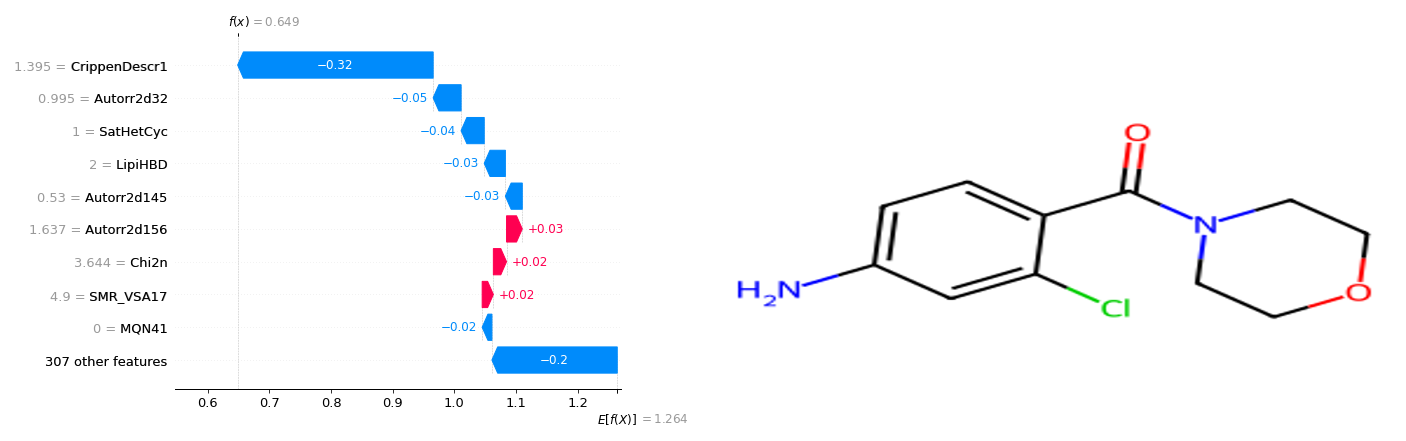 f(x) = 0.649
1.395 = CrippenDescr1
−0.32
0.995 = Autorr2d32
−0.05
1 = SatHetCyc
−0.04
2 = LipiHBD
−0.03
0.53 = Autorr2d145
−0.03
1.637 = Autorr2d156
+0.03
3.644 = Chi2n
+0.02
4.9 = SMR_VSA17
+0.02
0 = MQN41
−0.02
307 other features
−0.2
0.6 0.7 0.8 0.9 1.0 1.1 1.2
E[f(X)] = 1.264
O
N
H₂N
Cl
O